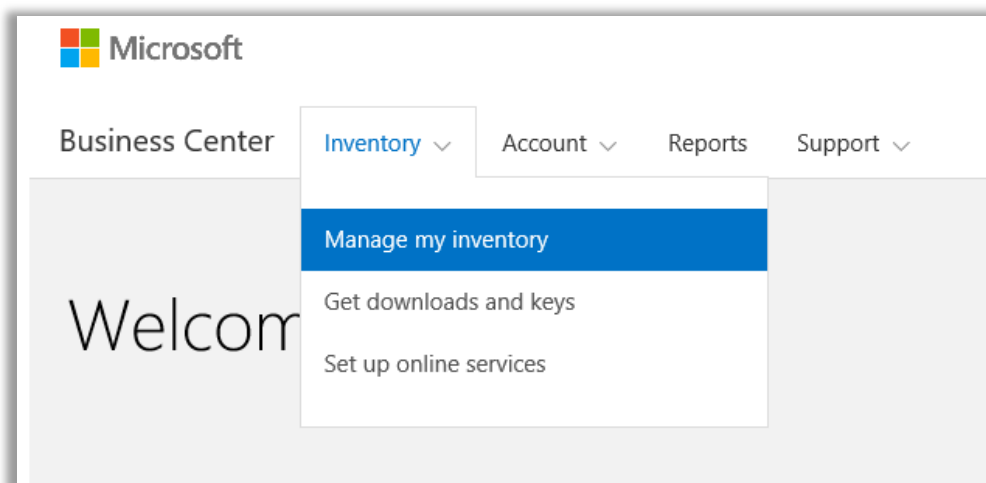 Microsoft
Business Center Inventory Account Reports Support
Manage my inventory
Get downloads and keys
Welcom
Set up online services